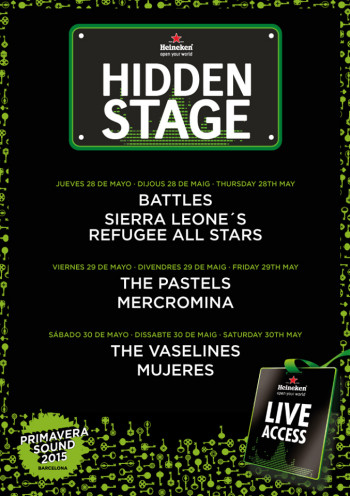 Heineken
open your world
HIDDEN
STAGE
JUEVES 28 DE MAYO · DIJOUS 28 DE MAIG · THURSDAY 28TH MAY
BATTLES
SIERRA LEONE´S
REFUGEE ALL STARS
VIERNES 29 DE MAYO · DIVENDRES 29 DE MAIG · FRIDAY 29TH MAY
THE PASTELS
MERCROMINA
SÁBADO 30 DE MAYO · DISSABTE 30 DE MAIG · SATURDAY 30TH MAY
THE VASELINES
MUJERES
PRIMAVERA
SOUND
2015
BARCELONA
Heineken
open your world
LIVE
ACCESS